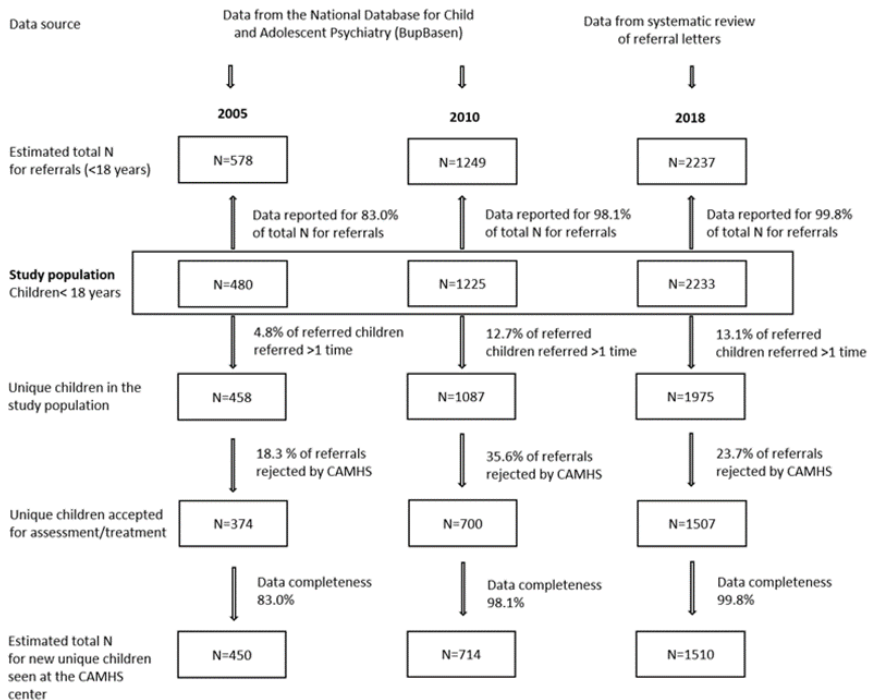 Data source
Data from the National Database for Child
and Adolescent Psychiatry (BupBasen)
Data from systematic review
of referral letters
2005
2010
2018
Estimated total N
for referrals (<18 years)
N=578
N=1249
N=2237
Data reported for 83.0%
of total N for referrals
Data reported for 98.1%
of total N for referrals
Data reported for 99.8%
of total N for referrals
Study population
Children< 18 years
N=480
N=1225
N=2233
4.8% of referred children
referred >1 time
12.7% of referred
children referred >1 time
13.1% of referred
children referred >1 time
Unique children in the
study population
N=458
N=1087
N=1975
18.3 % of referrals
rejected by CAMHS
35.6% of referrals
rejected by CAMHS
23.7% of referrals
rejected by CAMHS
Unique children accepted
for assessment/treatment
N=374
N=700
N=1507
Data completeness
83.0%
Data completeness
98.1%
Data completeness
99.8%
Estimated total N
for new unique children
seen at the CAMHS
center
N=450
N=714
N=1510